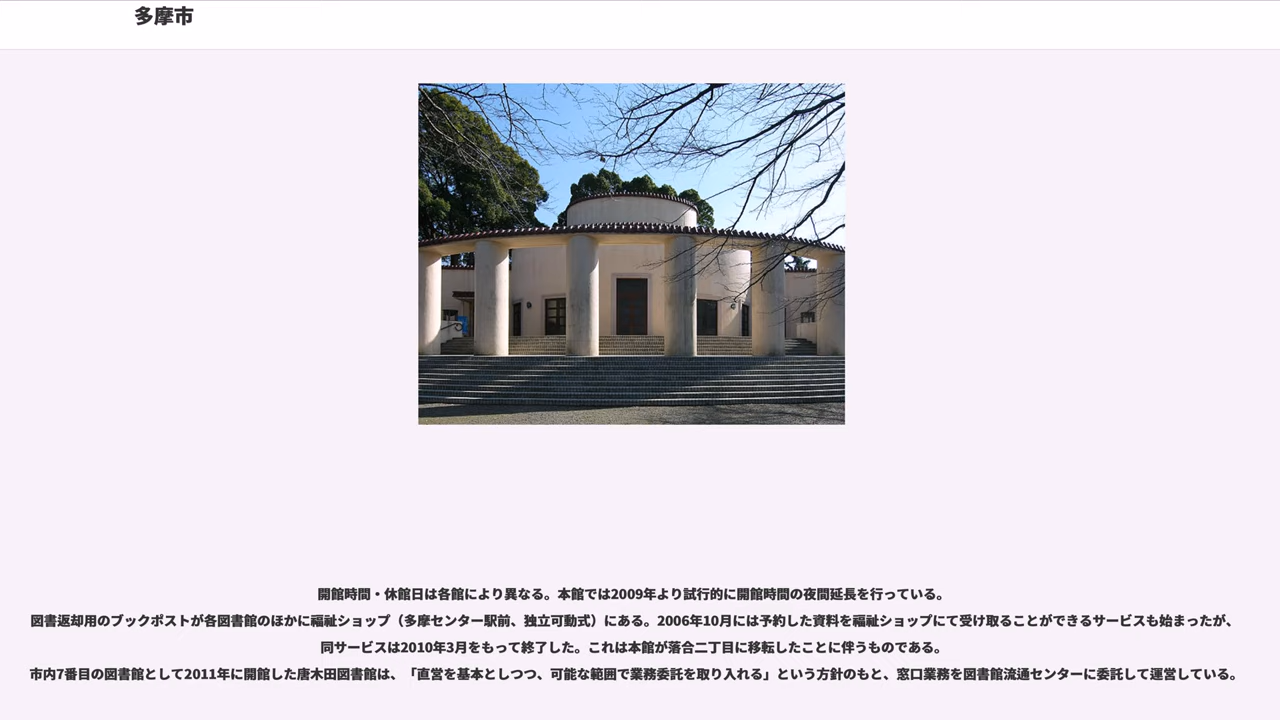 多摩市
開館時間・休館日は各館により異なる。本館では2009年より試行的に開館時間の夜間延長を行っている。
図書返却用のブックポストが各図書館のほかに福祉ショップ（多摩センター駅前、独立可動式）にある。2006年10月には予約した資料を福祉ショップにて受け取ることができるサービスも始まったが、
同サービスは2010年3月をもって終了した。これは本館が落合二丁目に移転したことに伴うものである。
市内7番目の図書館として2011年に開館した唐木田図書館は、「直営を基本としつつ、可能な範囲で業務委託を取り入れる」という方針のもと、窓口業務を図書館流通センターに委託して運営している。